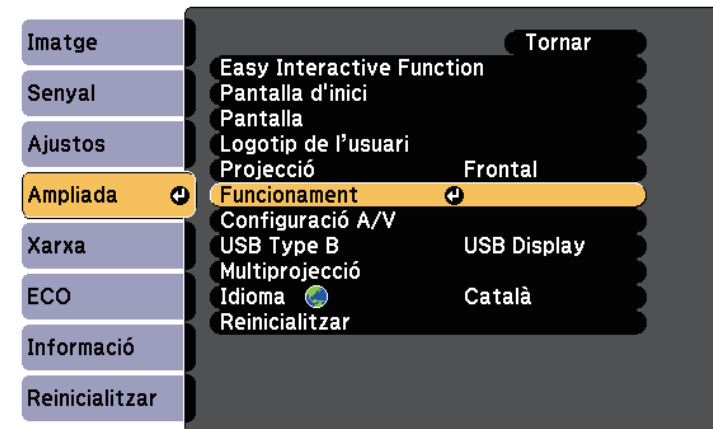 Imatge
Senyal
Ajustos
Ampliada
Xarxa
ECO
Informació
Reinicialitzar
Tornar
Easy Interactive Function
Pantalla d'inici
Pantalla
Logotip de l’usuari
Projecció Frontal
Funcionament
Configuració A/V
USB Type B USB Display
Multiprojecció
Idioma Català
Reinicialitzar